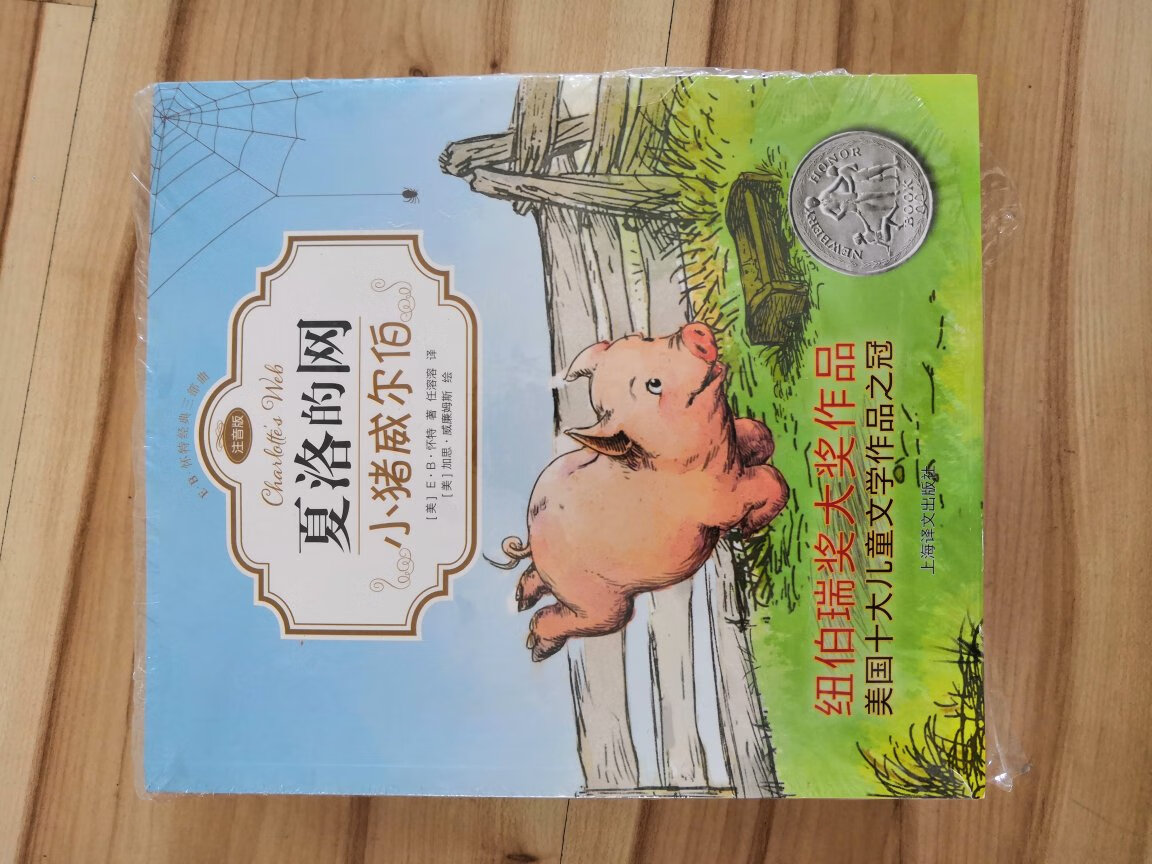 E·B·怀特经典三部曲
注音版
Charlotte's Web
夏洛的网
小猪威尔伯
[美] E·B·怀特 著 任溶溶 译
[美] 加思·威廉姆斯 绘
NEWBERY HONOR BOOK
纽伯瑞奖大奖作品
美国十大儿童文学作品之冠
上海译文出版社